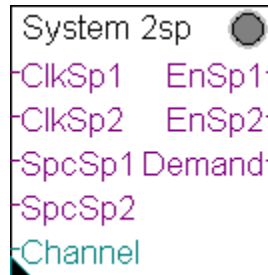 System 2sp
ClkSp1 EnSp1
ClkSp2 EnSp2
SpcSp1 Demand
SpcSp2
Channel